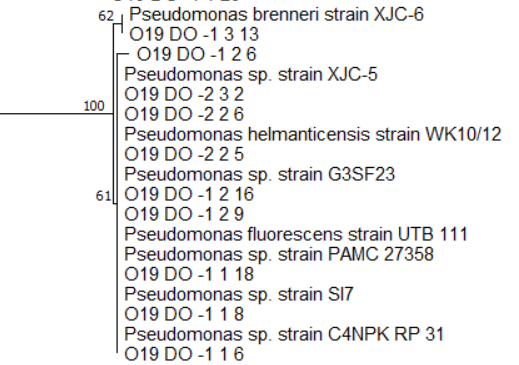 62 Pseudomonas brenneri strain XJC-6
O19 DO -1 3 13
O19 DO -1 2 6
Pseudomonas sp. strain XJC-5
O19 DO -2 3 2
100
O19 DO -2 2 6
Pseudomonas helmanticensis strain WK10/12
O19 DO -2 2 5
Pseudomonas sp. strain G3SF23
61 O19 DO -1 2 16
O19 DO -1 2 9
Pseudomonas fluorescens strain UTB 111
Pseudomonas sp. strain PAMC 27358
O19 DO -1 1 18
Pseudomonas sp. strain SI7
O19 DO -1 1 8
Pseudomonas sp. strain C4NPK RP 31
O19 DO -1 1 6